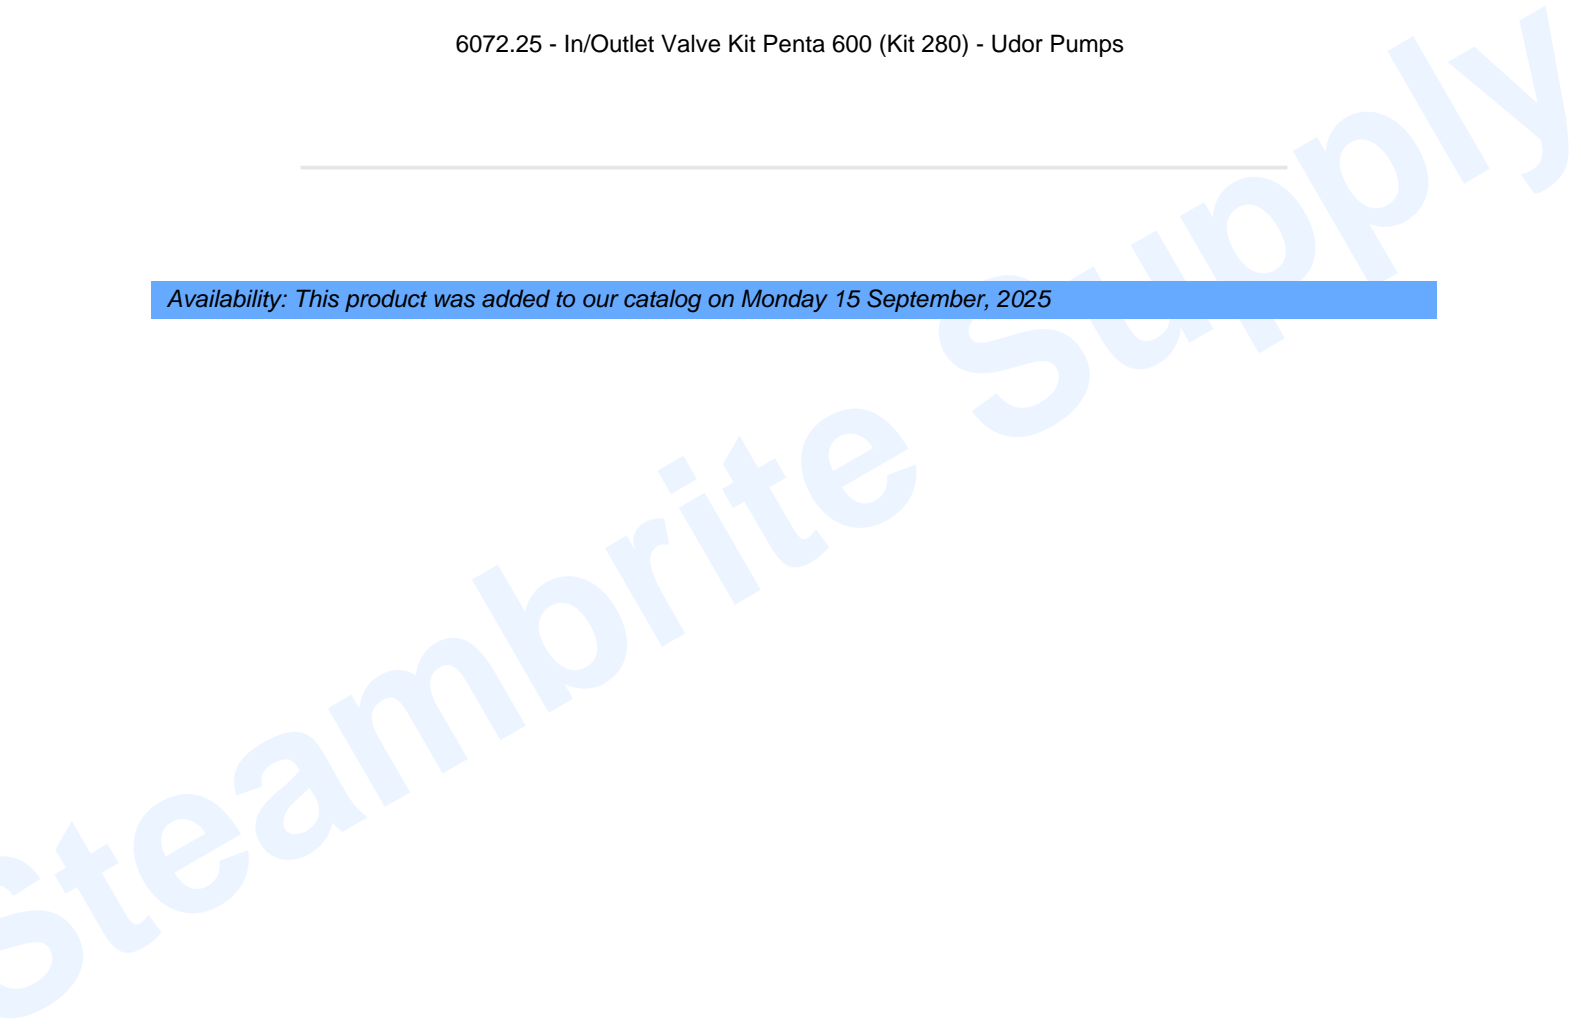 6072.25 - In/Outlet Valve Kit Penta 600 (Kit 280) - Udor Pumps
Availability: This product was added to our catalog on Monday 15 September, 2025
Steambrite Supply